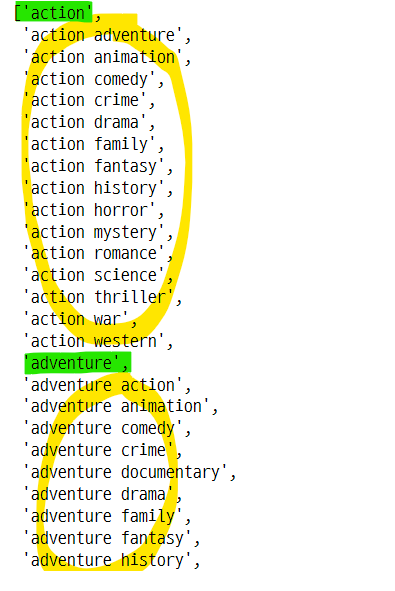 ['action',
'action adventure',
'action animation',
'action comedy',
'action crime',
'action drama',
'action family',
'action fantasy',
'action history',
'action horror',
'action mystery',
'action romance',
'action science',
'action thriller',
'action war',
'action western',
'adventure',
'adventure action',
'adventure animation',
'adventure comedy',
'adventure crime',
'adventure documentary',
'adventure drama',
'adventure family',
'adventure fantasy',
'adventure history',